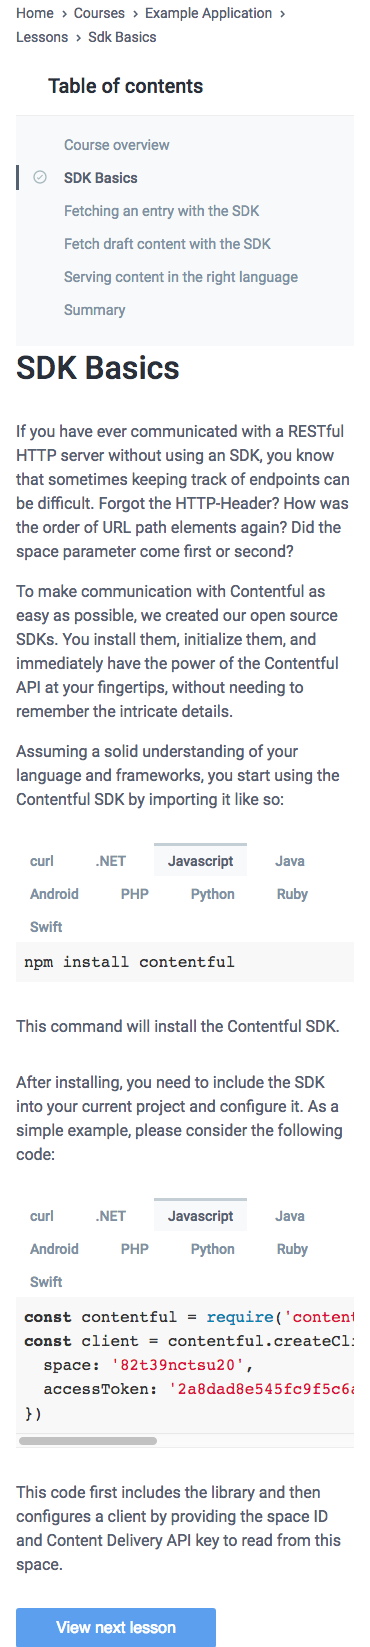 Home › Courses › Example Application ›
Lessons › Sdk Basics
Table of contents
Course overview
SDK Basics
Fetching an entry with the SDK
Fetch draft content with the SDK
Serving content in the right language
Summary
SDK Basics
If you have ever communicated with a RESTful
HTTP server without using an SDK, you know
that sometimes keeping track of endpoints can
be difficult. Forgot the HTTP-Header? How was
the order of URL path elements again? Did the
space parameter come first or second?
To make communication with Contentful as
easy as possible, we created our open source
SDKs. You install them, initialize them, and
immediately have the power of the Contentful
API at your fingertips, without needing to
remember the intricate details.
Assuming a solid understanding of your
language and frameworks, you start using the
Contentful SDK by importing it like so:
curl .NET Javascript Java
Android PHP Python Ruby
Swift
npm install contentful
This command will install the Contentful SDK.
After installing, you need to include the SDK
into your current project and configure it. As a
simple example, please consider the following
code:
curl .NET Javascript Java
Android PHP Python Ruby
Swift
const contentful = require('content
const client = contentful.createCli
space: '82t39nctsu20',
accessToken: '2a8dad8e545fc9f5c6a
})
This code first includes the library and then
configures a client by providing the space ID
and Content Delivery API key to read from this
space.
View next lesson